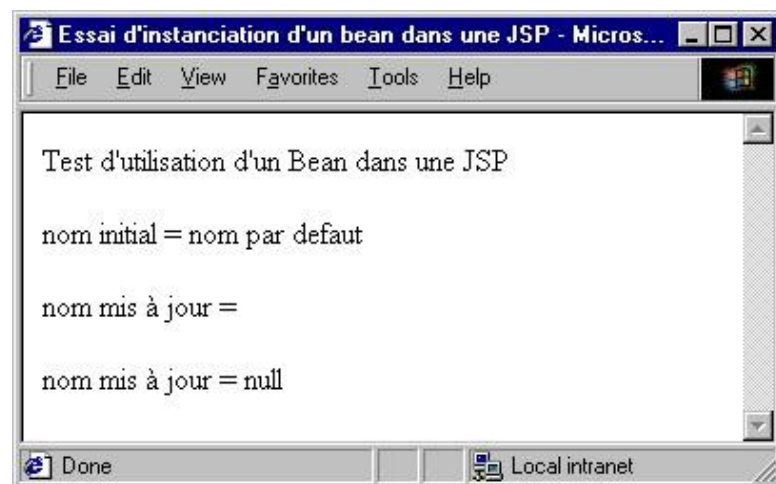 Essai d'instanciation d'un bean dans une JSP - Micros...
File Edit View Favorites Tools Help
Test d'utilisation d'un Bean dans une JSP
nom initial = nom par defaut
nom mis à jour =
nom mis à jour = null
Done Local intranet